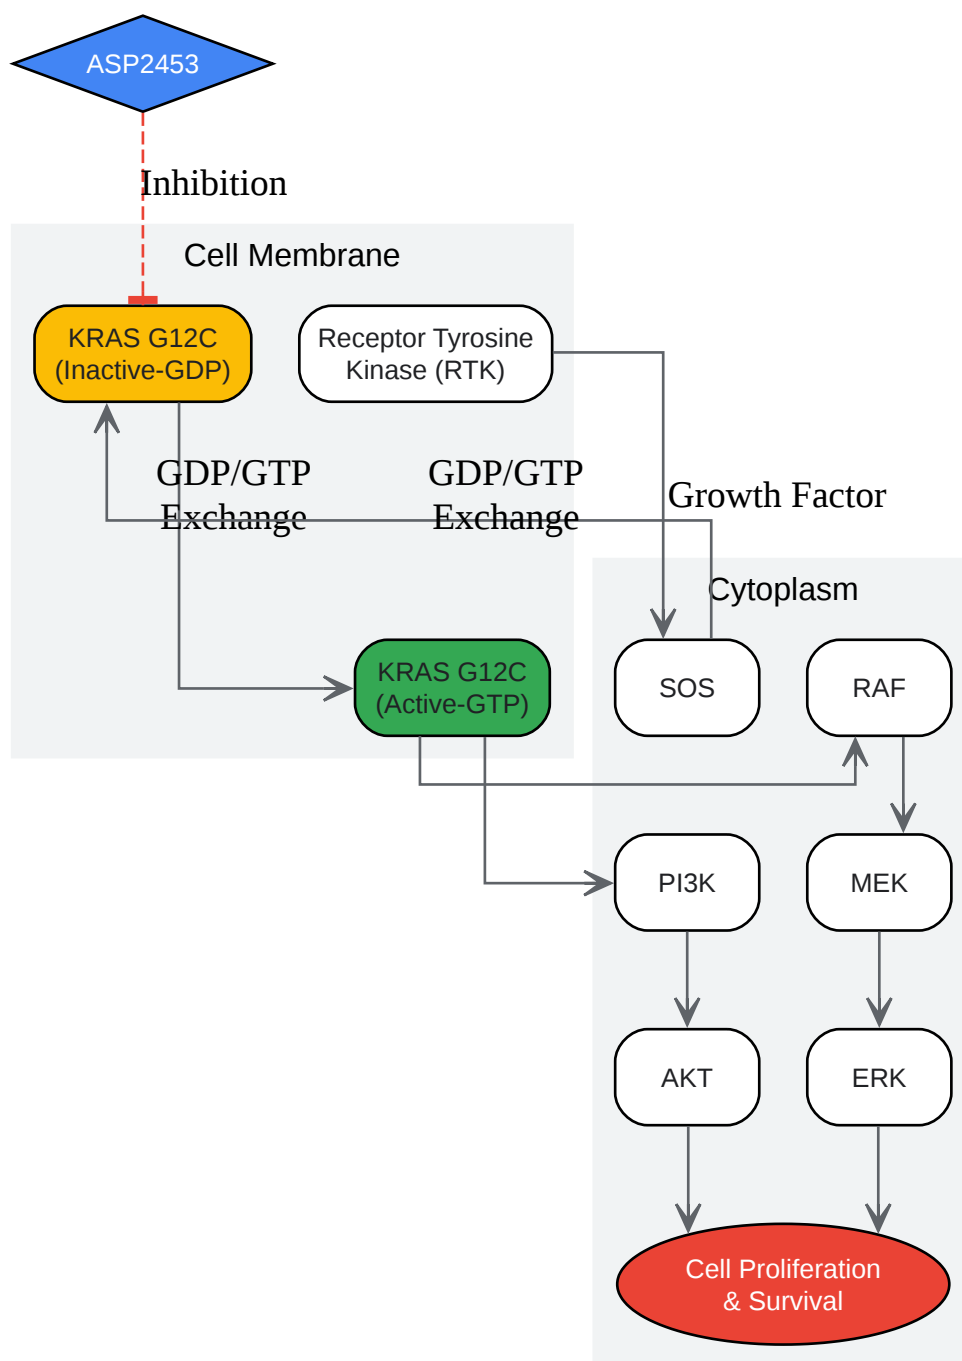 ASP2453
Inhibition
Cell Membrane
KRAS G12C
(Inactive-GDP)
Receptor Tyrosine
Kinase (RTK)
GDP/GTP
Exchange
GDP/GTP
Exchange
Growth Factor
Cytoplasm
KRAS G12C
(Active-GTP)
SOS
RAF
PI3K
MEK
AKT
ERK
Cell Proliferation
& Survival